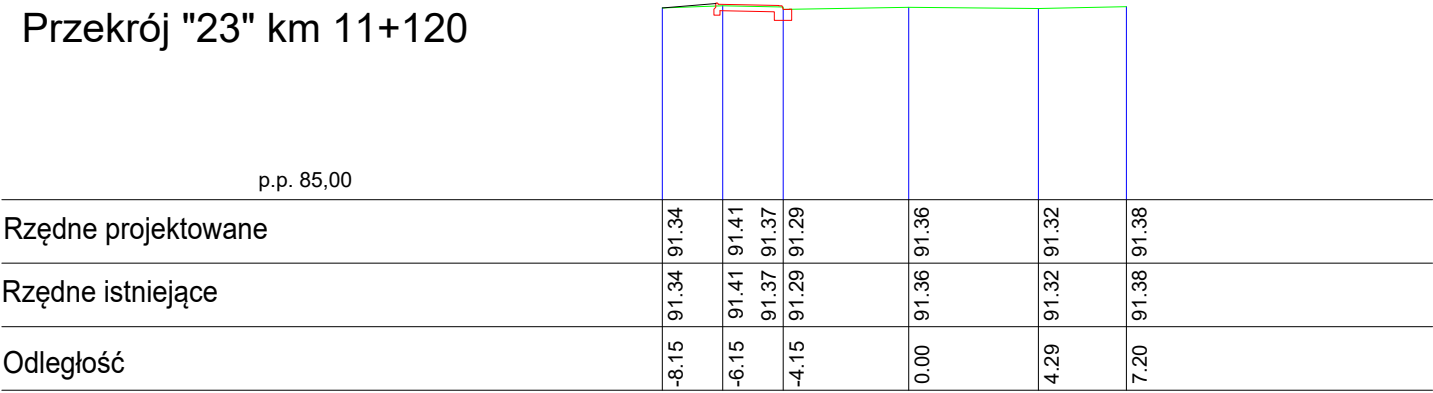 Przekrój "23" km 11+120
p.p. 85,00
Rzędne projektowane 91.34 91.41 91.37 91.29 91.36 91.32 91.38
Rzędne istniejące 91.34 91.41 91.37 91.29 91.36 91.32 91.38
Odległość -8.15 -6.15 -4.15 0.00 4.29 7.20